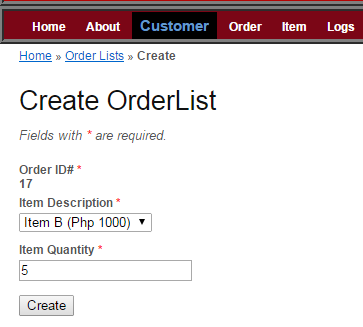 Home About Customer Order Item Logs
Home » Order Lists » Create
Create OrderList
Fields with * are required.
Order ID# *
17
Item Description *
Item B (Php 1000)
Item Quantity *
5
Create